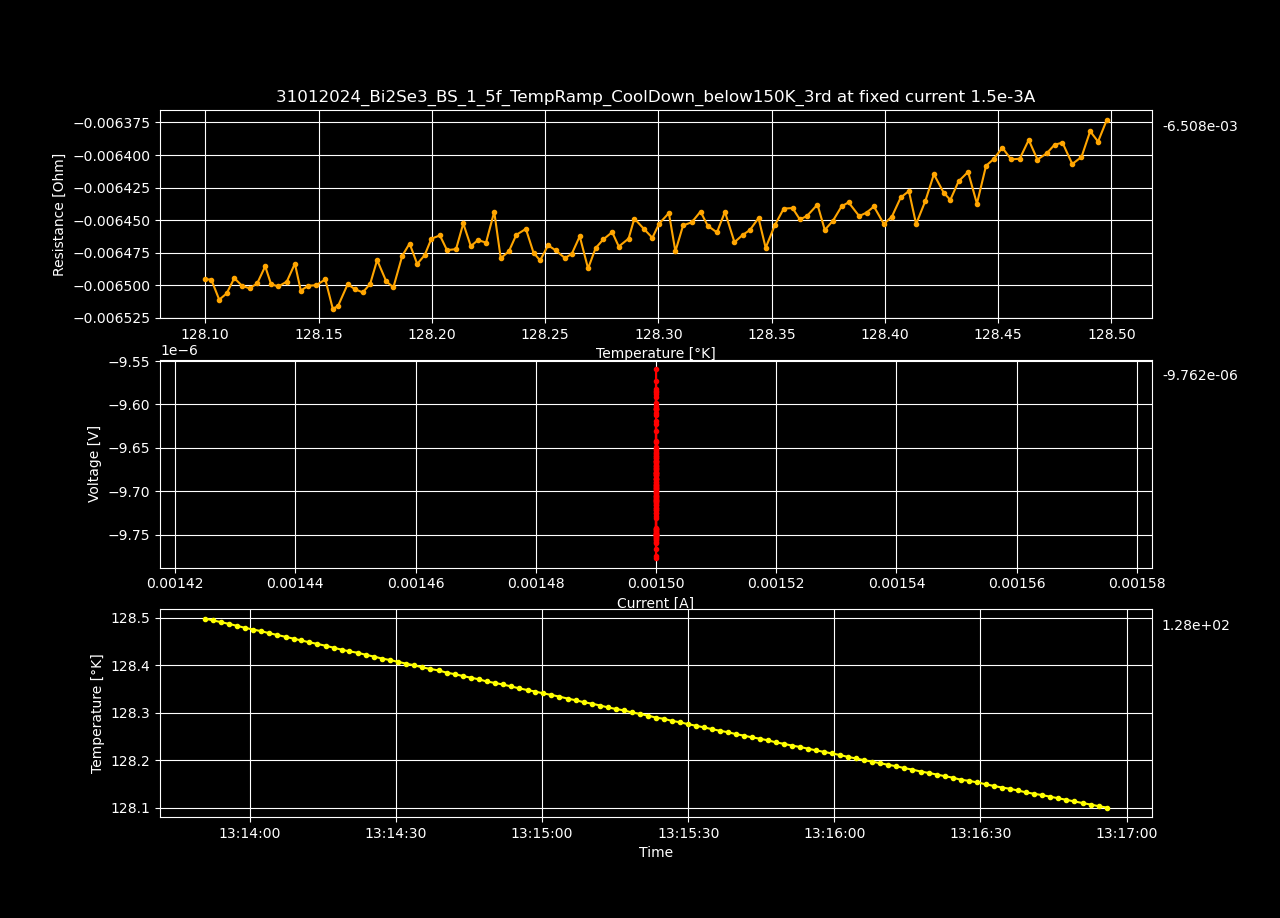 31012024_Bi2Se3_BS_1_5f_TempRamp_CoolDown_below150K_3rd at fixed current 1.5e-3A
−0.006375
−0.006400
−0.006425
−0.006450
−0.006475
−0.006500
−0.006525
Resistance [Ohm]
-6.508e-03
128.10 128.15 128.20 128.25 128.30 128.35 128.40 128.45 128.50
Temperature [°K]
1e−6
−9.55
−9.60
−9.65
−9.70
−9.75
Voltage [V]
-9.762e-06
0.00142 0.00144 0.00146 0.00148 0.00150 0.00152 0.00154 0.00156 0.00158
Current [A]
128.5
128.4
128.3
128.2
128.1
Temperature [°K]
1.28e+02
13:14:00 13:14:30 13:15:00 13:15:30 13:16:00 13:16:30 13:17:00
Time